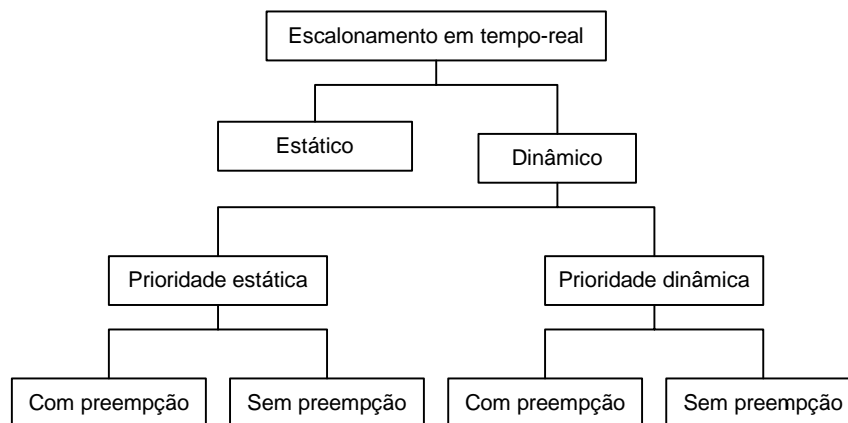 Escalonamento em tempo-real
Estático
Dinâmico
Prioridade estática
Prioridade dinâmica
Com preempção
Sem preempção
Com preempção
Sem preempção